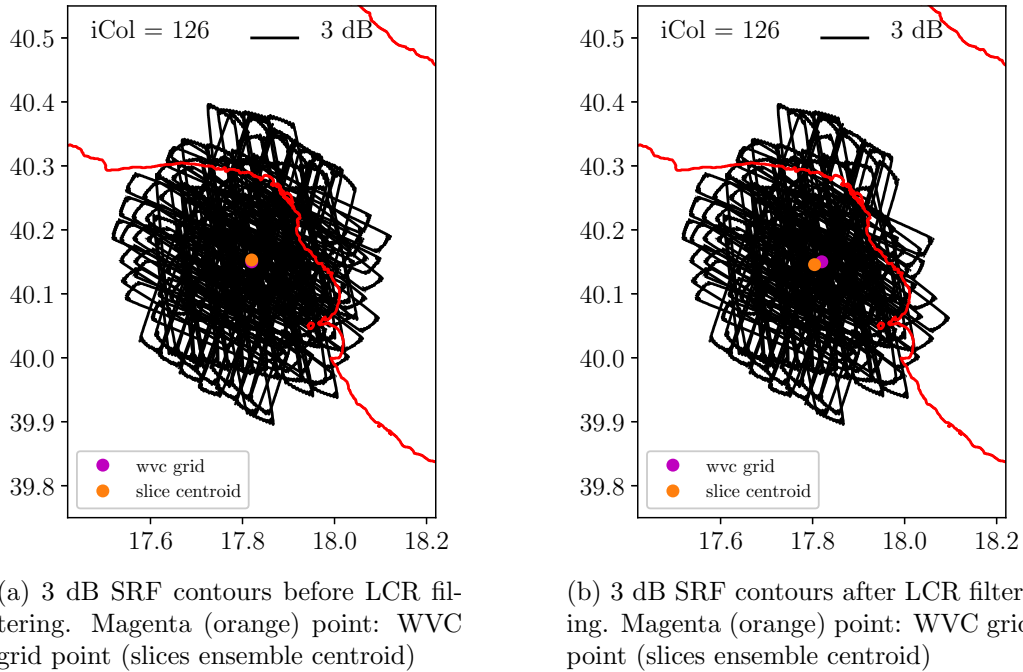 iCol = 126 3 dB
40.5
40.4
40.3
40.2
40.1
40.0
39.9
39.8
wvc grid
slice centroid
17.6 17.8 18.0 18.2
(a) 3 dB SRF contours before LCR fil-
tering. Magenta (orange) point: WVC
grid point (slices ensemble centroid)
iCol = 126 3 dB
40.5
40.4
40.3
40.2
40.1
40.0
39.9
39.8
wvc grid
slice centroid
17.6 17.8 18.0 18.2
(b) 3 dB SRF contours after LCR filter-
ing. Magenta (orange) point: WVC grid
point (slices ensemble centroid)